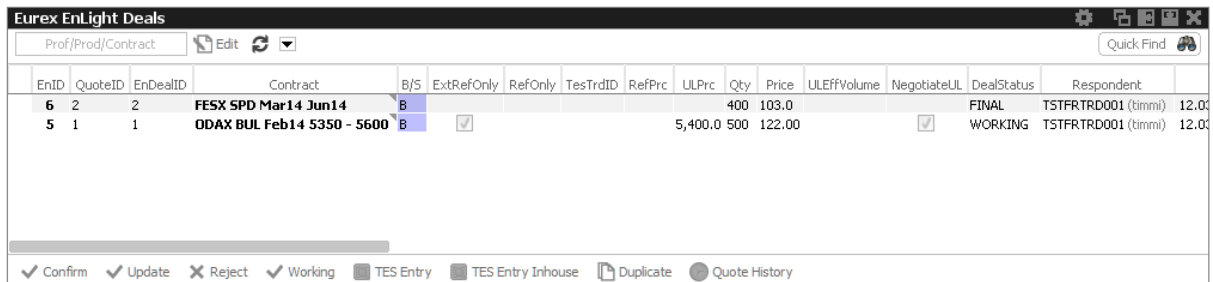 Eurex EnLight Deals
Prof/Prod/Contract Edit Quick Find
EnID QuoteID EnDealID Contract B/S ExtRefOnly RefOnly TesTrdID RefPrc ULPrc Qty Price ULEffVolume NegotiateUL DealStatus Respondent
6 2 2 FESX SPD Mar14 Jun14 B 400 103.0 FINAL TSTFRTRD001 (timmi) 12.03
5 1 1 ODAX BUL Feb14 5350 - 5600 B 5,400.0 500 122.00 WORKING TSTFRTRD001 (timmi) 12.03
Confirm Update Reject Working TES Entry TES Entry Inhouse Duplicate Quote History